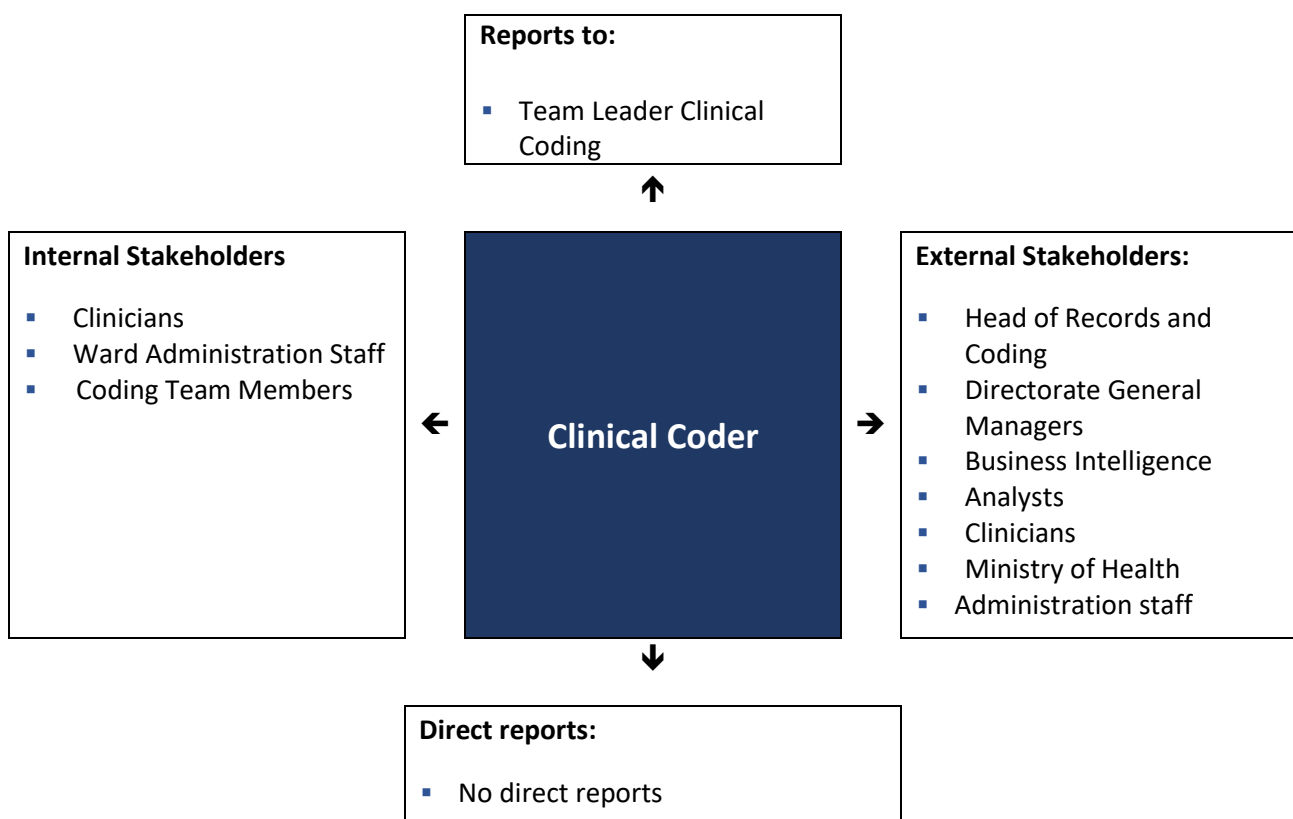 Reports to:
▪ Team Leader Clinical
Coding
🡩
Internal Stakeholders
▪ Clinicians
▪ Ward Administration Staff
▪ Coding Team Members
🡨
Clinical Coder
🡪
External Stakeholders:
▪ Head of Records and
Coding
▪ Directorate General
Managers
▪ Business Intelligence
▪ Analysts
▪ Clinicians
▪ Ministry of Health
▪ Administration staff
🡫
Direct reports:
▪ No direct reports